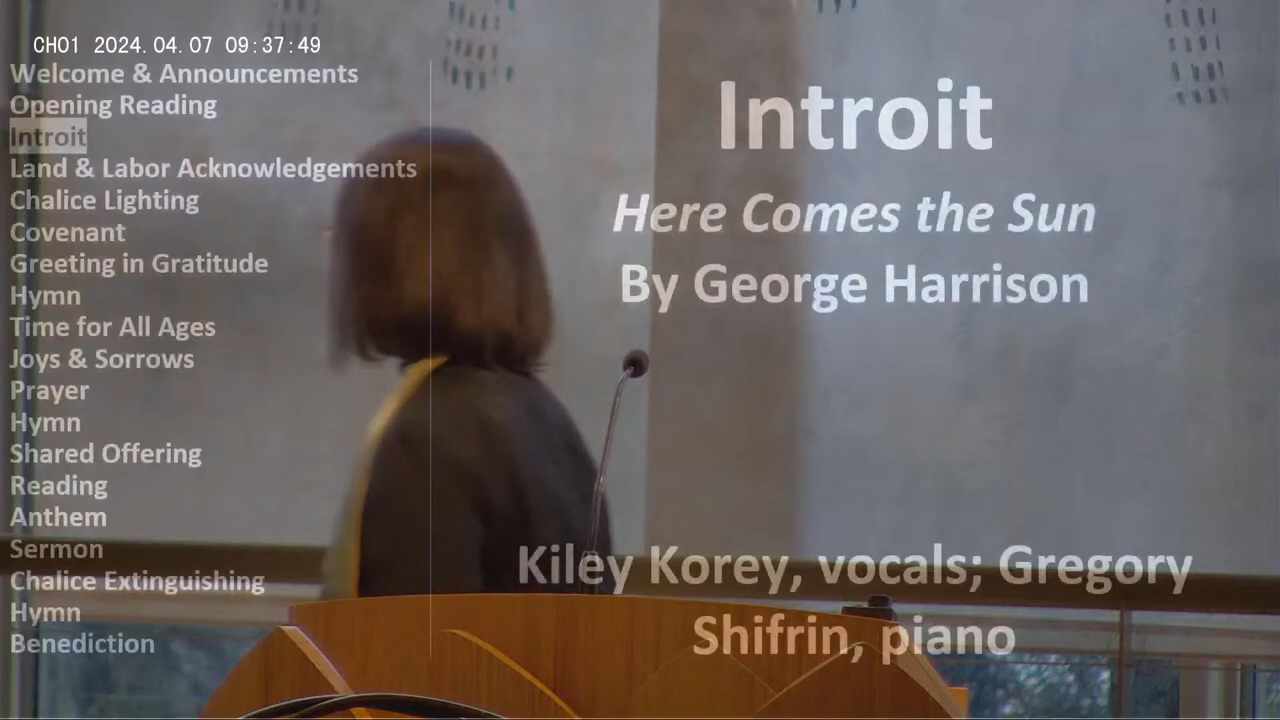 CH01 2024.04.07 09:37:49
Welcome & Announcements
Opening Reading
Introit
Land & Labor Acknowledgements
Chalice Lighting
Covenant
Greeting in Gratitude
Hymn
Time for All Ages
Joys & Sorrows
Prayer
Hymn
Shared Offering
Reading
Anthem
Sermon
Chalice Extinguishing
Hymn
Benediction
Introit
Here Comes the Sun
By George Harrison
Kiley Korey, vocals; Gregory
Shifrin, piano